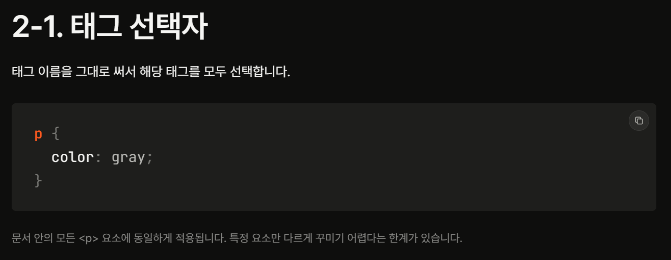 2-1. 태그 선택자
태그 이름을 그대로 써서 해당 태그를 모두 선택합니다.
p {
  color: gray;
}
문서 안의 모든 <p> 요소에 동일하게 적용됩니다. 특정 요소만 다르게 꾸미기 어렵다는 한계가 있습니다.